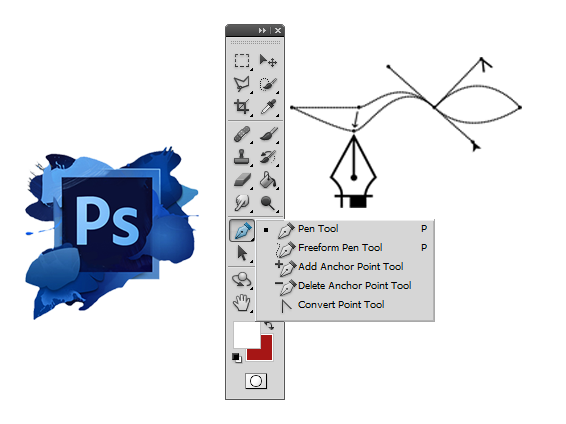 Ps
Pen Tool P
Freeform Pen Tool P
Add Anchor Point Tool
Delete Anchor Point Tool
Convert Point Tool